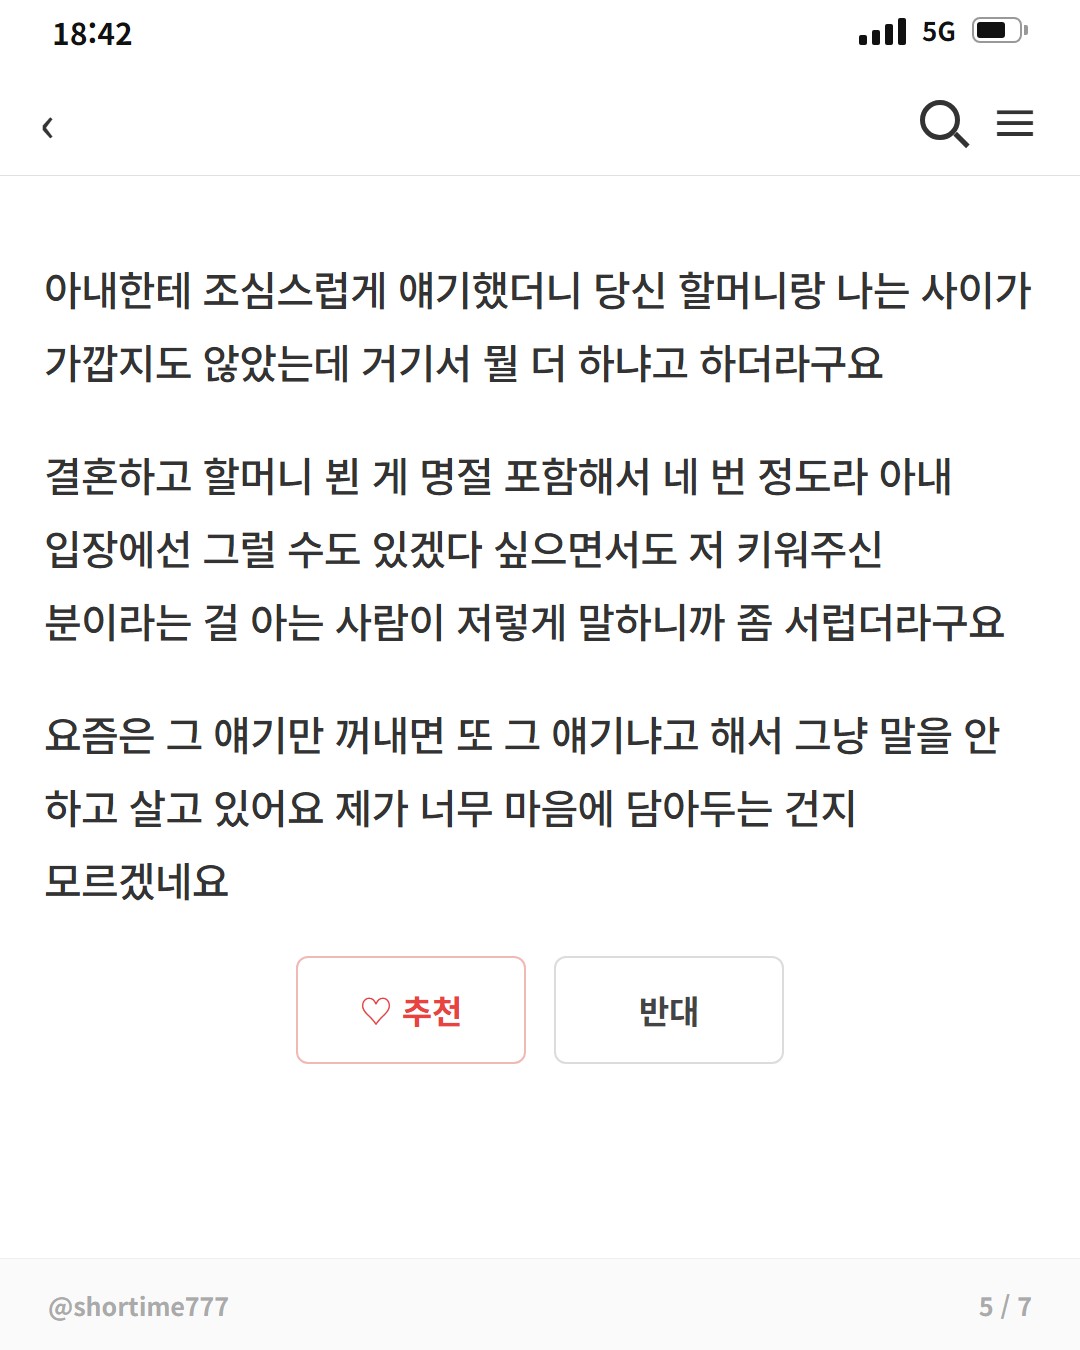 18:42
5G
아내한테 조심스럽게 얘기했더니 당신 할머니랑 나는 사이가
가깝지도 않았는데 거기서 뭘 더 하냐고 하더라구요
결혼하고 할머니 뵌 게 명절 포함해서 네 번 정도라 아내
입장에선 그럴 수도 있겠다 싶으면서도 저 키워주신
분이라는 걸 아는 사람이 저렇게 말하니까 좀 서럽더라구요
요즘은 그 얘기만 꺼내면 또 그 얘기냐고 해서 그냥 말을 안
하고 살고 있어요 제가 너무 마음에 담아두는 건지
모르겠네요
♡ 추천
반대
@shortime777
5 / 7